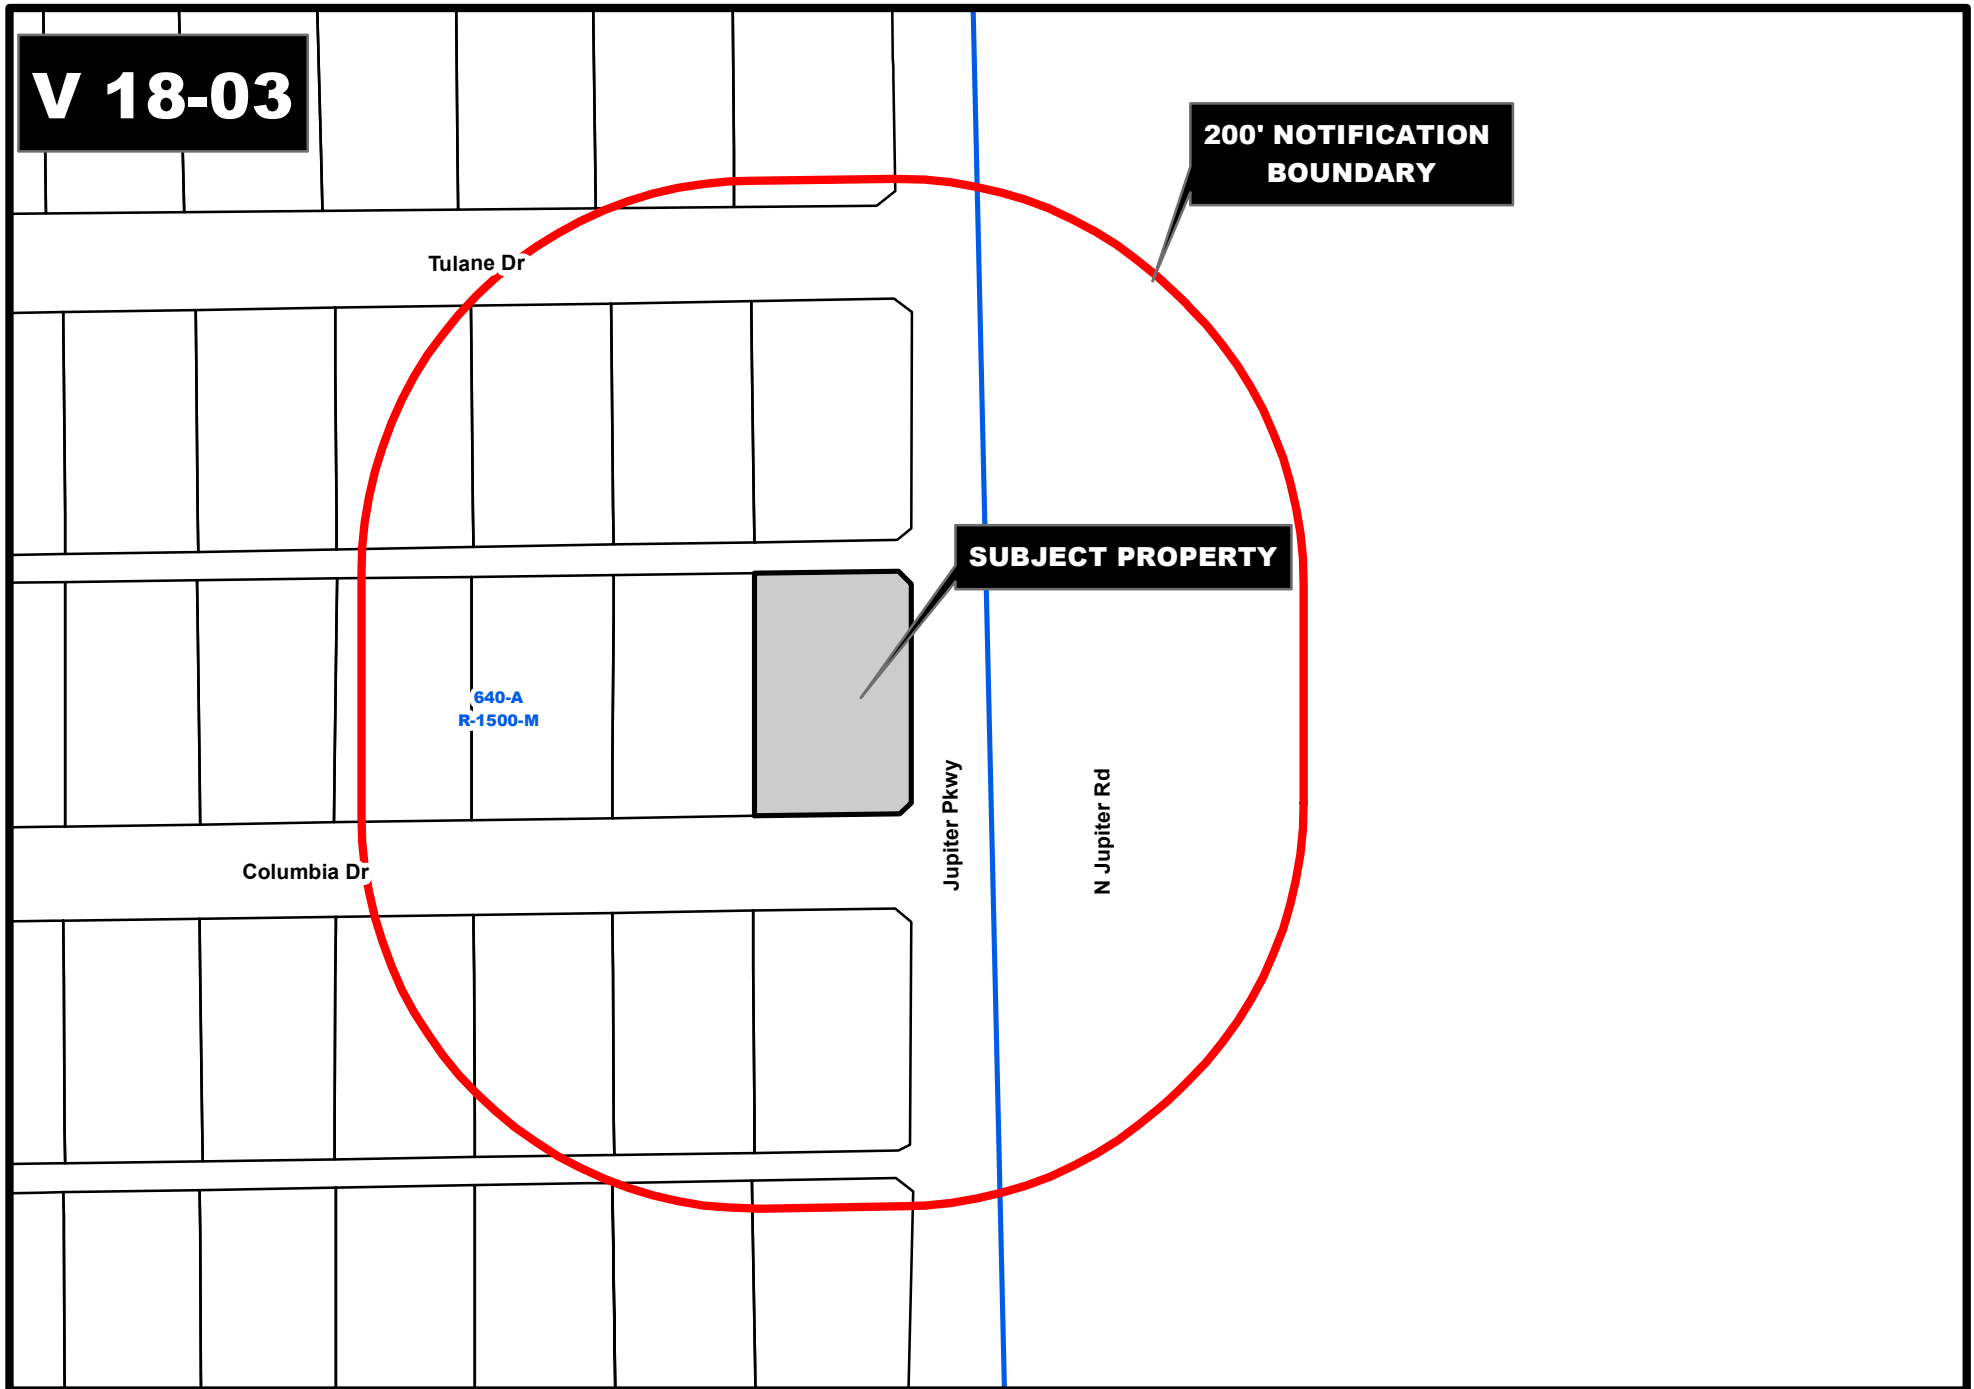 V 18-03
200' NOTIFICATION
BOUNDARY
Tulane Dr
SUBJECT PROPERTY
640-A
R-1500-M
Jupiter Pkwy
N Jupiter Rd
Columbia Dr